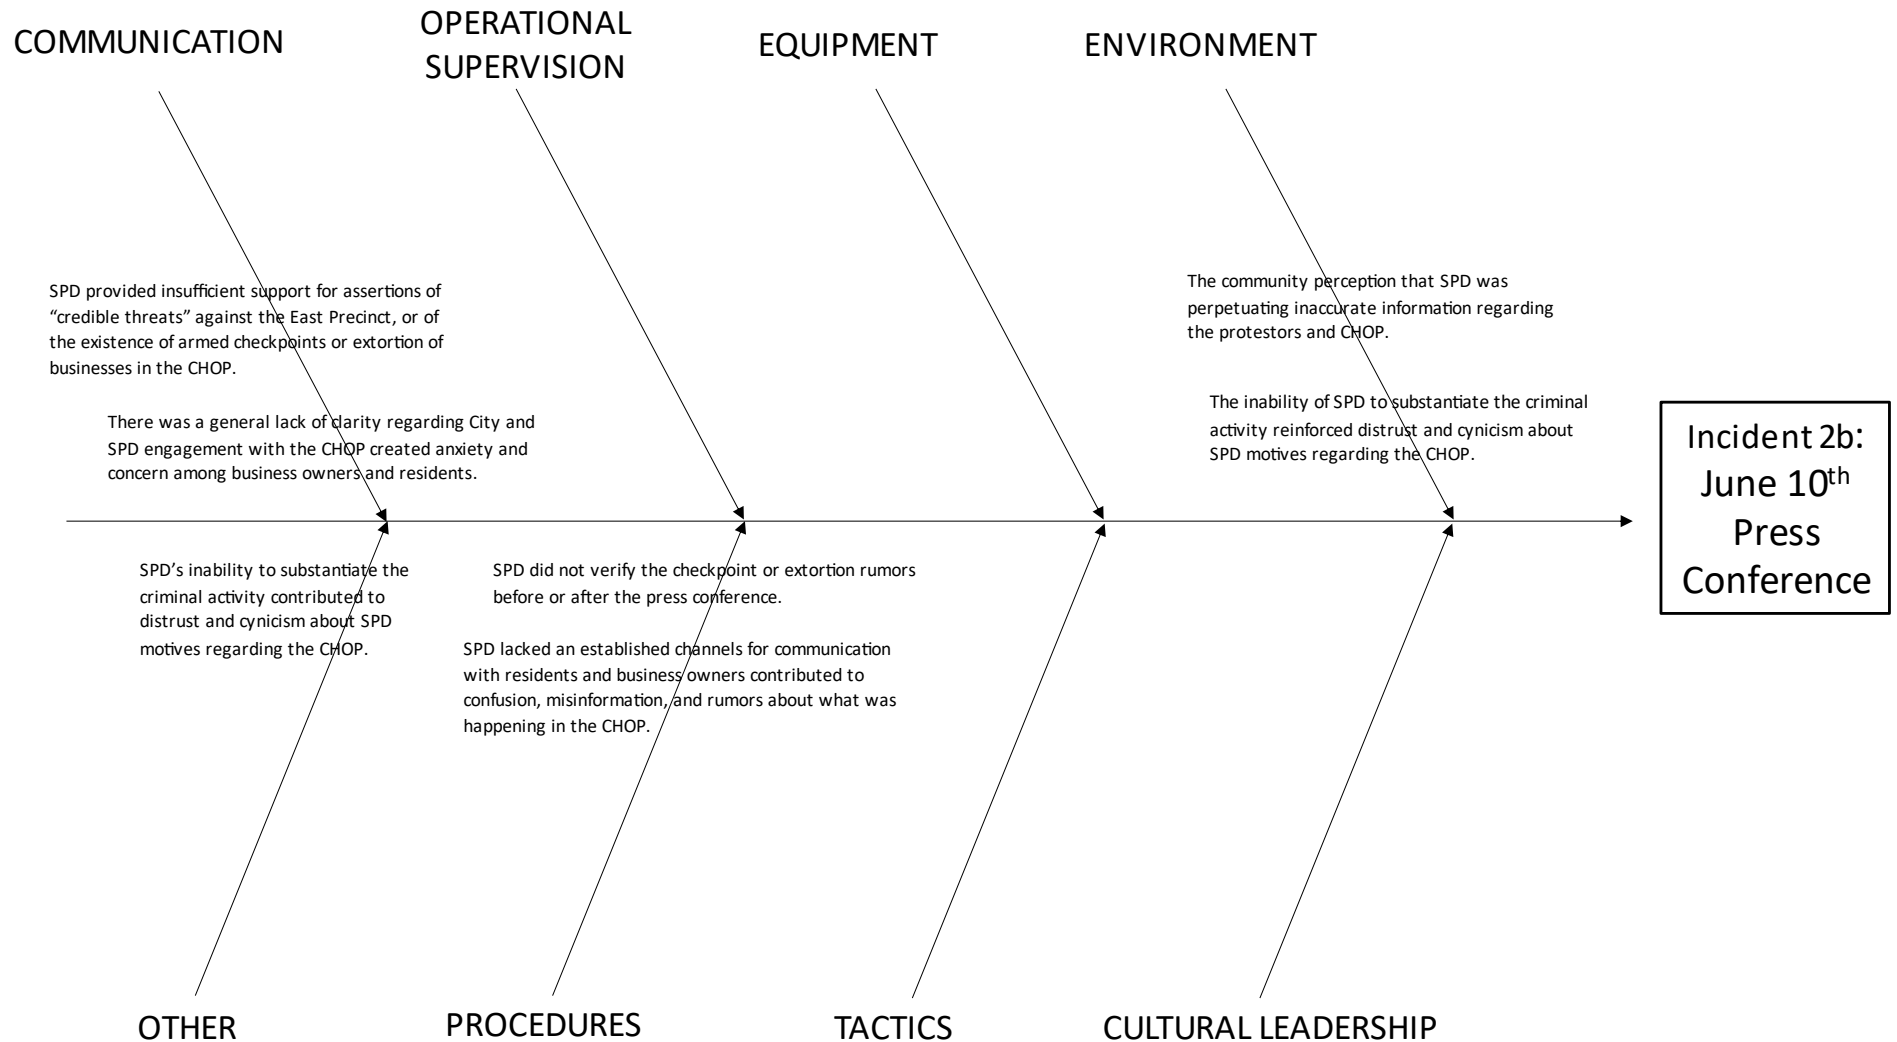 COMMUNICATION
OPERATIONAL
SUPERVISION
EQUIPMENT
ENVIRONMENT
SPD provided insufficient support for assertions of
“credible threats” against the East Precinct, or of
the existence of armed checkpoints or extortion of
businesses in the CHOP.
There was a general lack of clarity regarding City and
SPD engagement with the CHOP created anxiety and
concern among business owners and residents.
The community perception that SPD was
perpetuating inaccurate information regarding
the protestors and CHOP.
The inability of SPD to substantiate the criminal
activity reinforced distrust and cynicism about
SPD motives regarding the CHOP.
Incident 2b:
June 10th
Press
Conference
SPD’s inability to substantiate the
criminal activity contributed to
distrust and cynicism about SPD
motives regarding the CHOP.
SPD did not verify the checkpoint or extortion rumors
before or after the press conference.
SPD lacked an established channels for communication
with residents and business owners contributed to
confusion, misinformation, and rumors about what was
happening in the CHOP.
OTHER
PROCEDURES
TACTICS
CULTURAL LEADERSHIP